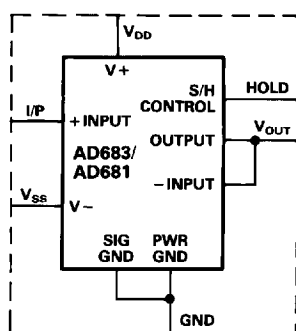 VDD
V+
S/H
CONTROL
HOLD
I/P
+INPUT
OUTPUT
VOUT
AD683/
AD681
−INPUT
VSS
V−
SIG
GND
PWR
GND
GND